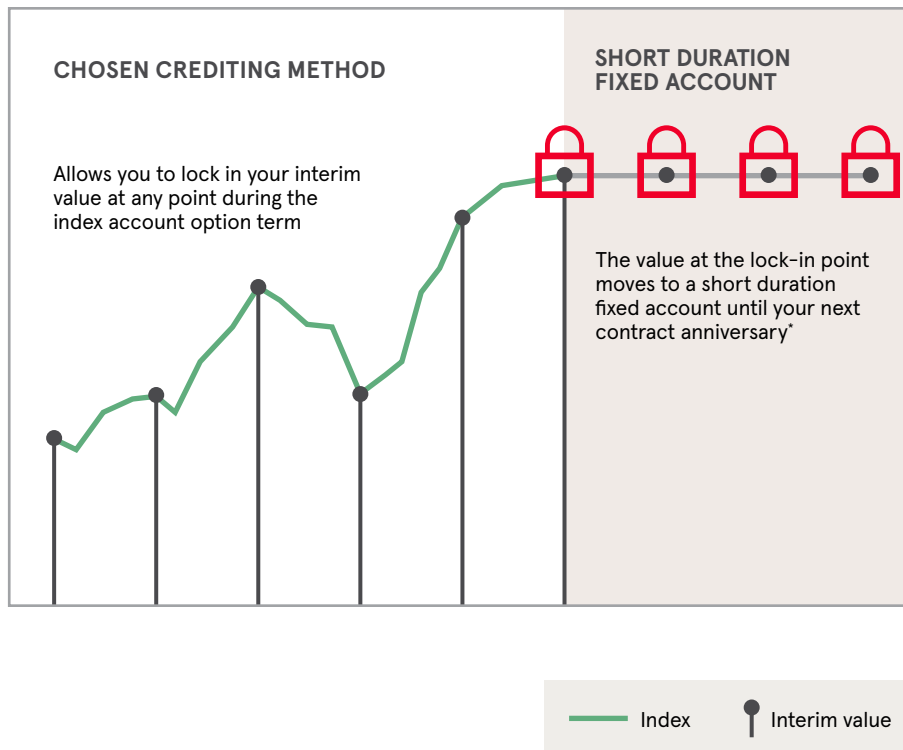 CHOSEN CREDITING METHOD
Allows you to lock in your interim
value at any point during the
index account option term
SHORT DURATION
FIXED ACCOUNT
The value at the lock-in point
moves to a short duration
fixed account until your next
contract anniversary*
Index
Interim value